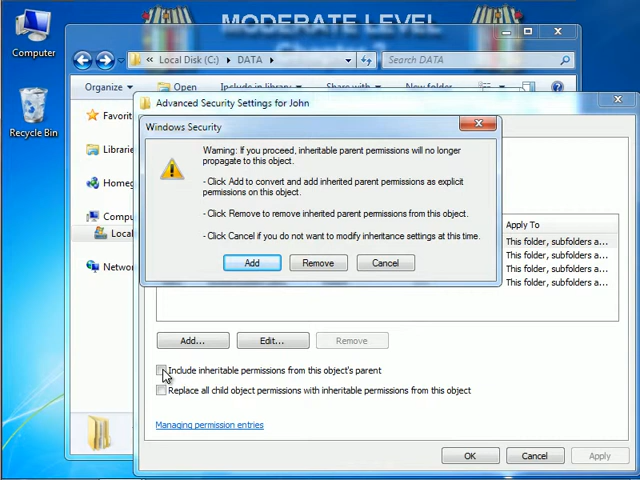 MODERATE LEVEL
Computer
Recycle Bin
« Local Disk (C:) ▸ DATA ▸
Search DATA
Organize
Open
Include in library
Share with
New folder
Favorit
Librarie
Homeg
Compu
Local
Networ
Advanced Security Settings for John
Windows Security
Warning: If you proceed, inheritable parent permissions will no longer
propagate to this object.
-Click Add to convert and add inherited parent permissions as explicit
permissions on this object.
-Click Remove to remove inherited parent permissions from this object.
-Click Cancel if you do not want to modify inheritance settings at this time.
Add
Remove
Cancel
Apply To
This folder, subfolders a...
This folder, subfolders a...
This folder, subfolders a...
This folder, subfolders a...
Add...
Edit...
Remove
Include inheritable permissions from this object's parent
Replace all child object permissions with inheritable permissions from this object
Managing permission entries
OK
Cancel
Apply